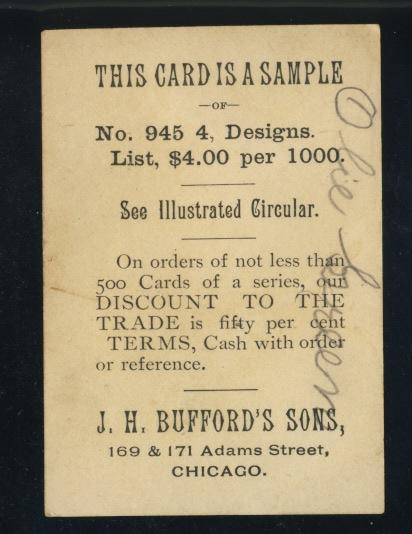 THIS CARD IS A SAMPLE
—OF—
No. 945 4, Designs.
List, $4.00 per 1000.
See Illustrated Circular.
On orders of not less than
500 Cards of a series, our
DISCOUNT TO THE
TRADE is fifty per cent
TERMS, Cash with order
or reference.
J. H. BUFFORD'S SONS,
169 & 171 Adams Street,
CHICAGO.
Olie